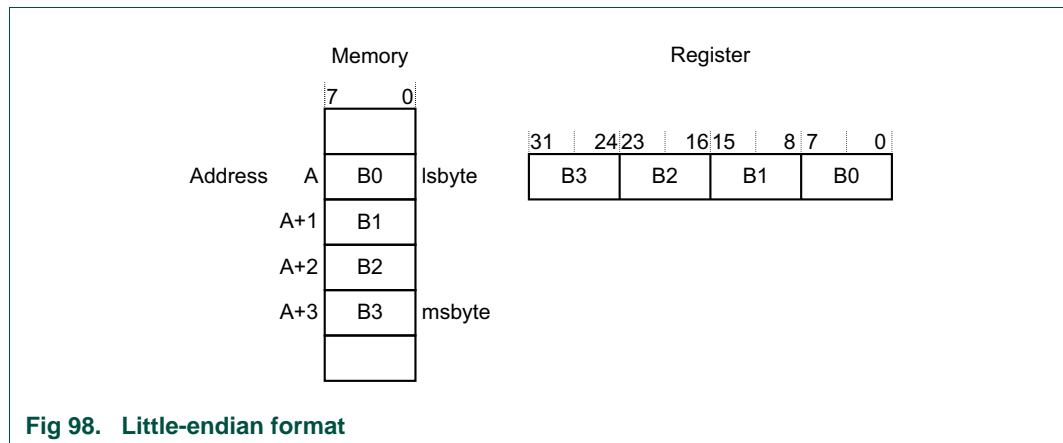 Memory
Register
7 0
31 24 23 16 15 8 7 0
Address A B0 lsbyte
B3 B2 B1 B0
A+1 B1
A+2 B2
A+3 B3 msbyte
Fig 98. Little-endian format